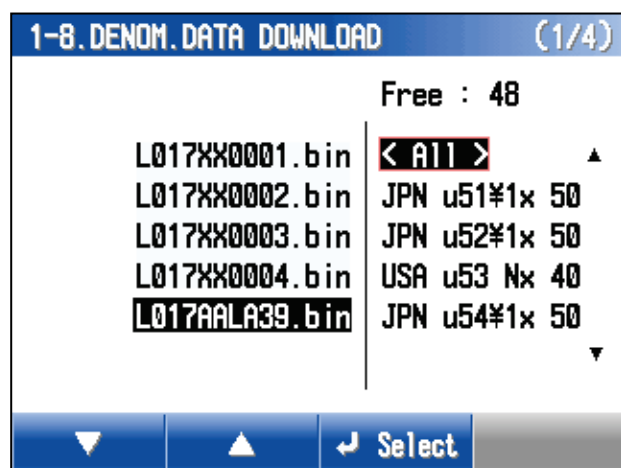 1-8.DENOM.DATA DOWNLOAD (1/4)
Free : 48
L017XX0001.bin < All > ▲
L017XX0002.bin JPN u51¥1x 50
L017XX0003.bin JPN u52¥1x 50
L017XX0004.bin USA u53 Nx 40
L017AALA39.bin JPN u54¥1x 50
▼
▼ ▲ ↵ Select